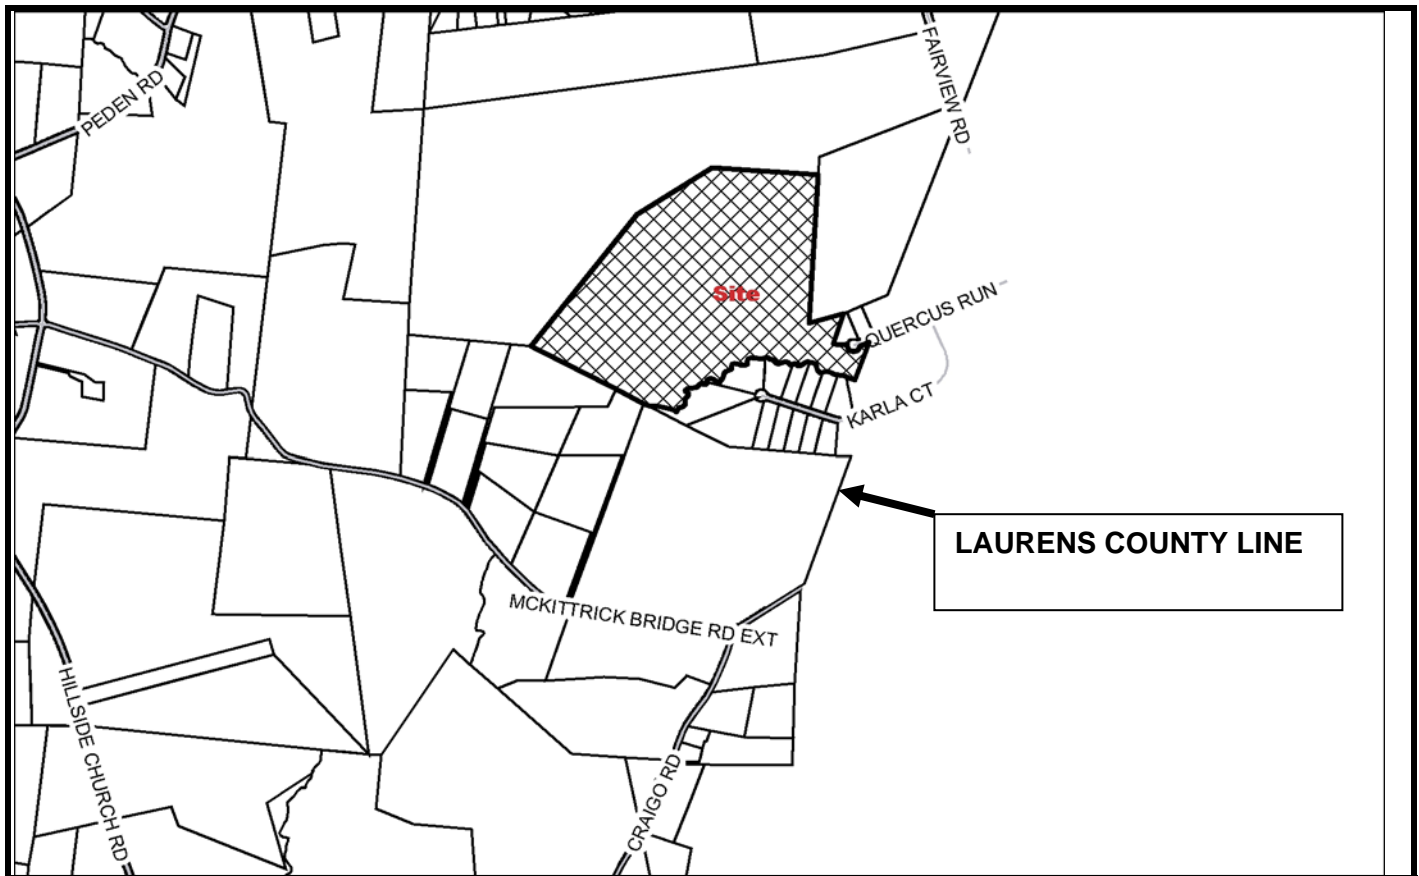 FAIRVIEW RD
PEDEN RD
Site
QUERCUS RUN
KARLA CT
LAURENS COUNTY LINE
MCKITTRICK BRIDGE RD EXT
HILLSIDE CHURCH RD
CRAIGO RD